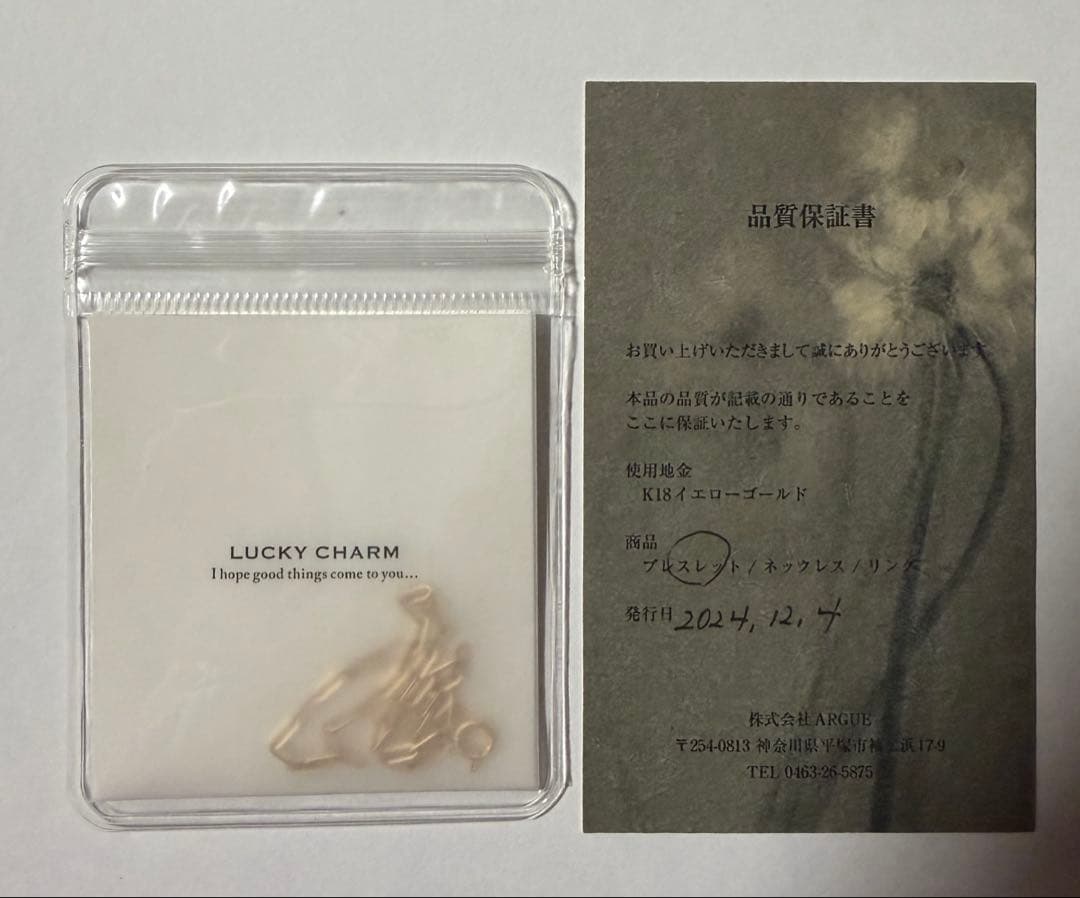 LUCKY CHARM
I hope good things come to you...
品質保証書
お買い上げいただきまして誠にありがとうございます
本品の品質が記載の通りであることを
ここに保証いたします。
使用地金
K18イエローゴールド
商品
ブレスレット / ネックレス / リング
発行日 2024, 12, 4
株式会社ARGUE
〒254-0813 神奈川県平塚市袖ヶ浜17-9
TEL 0463-26-5875